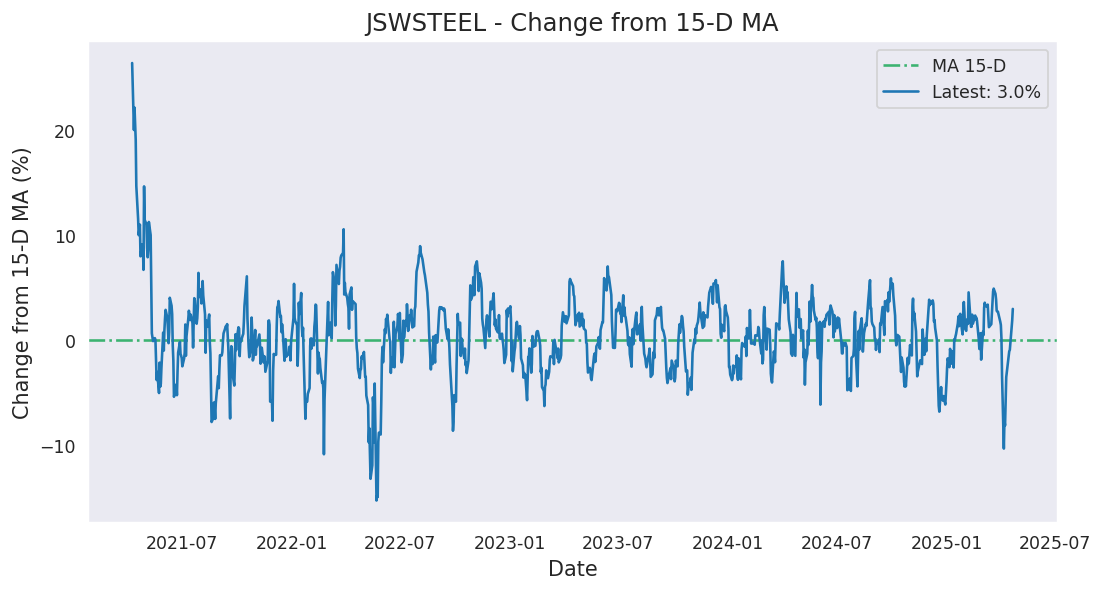 JSWSTEEL - Change from 15-D MA
MA 15-D
Latest: 3.0%
Change from 15-D MA (%)
20
10
0
−10
2021-07
2022-01
2022-07
2023-01
2023-07
2024-01
2024-07
2025-01
2025-07
Date